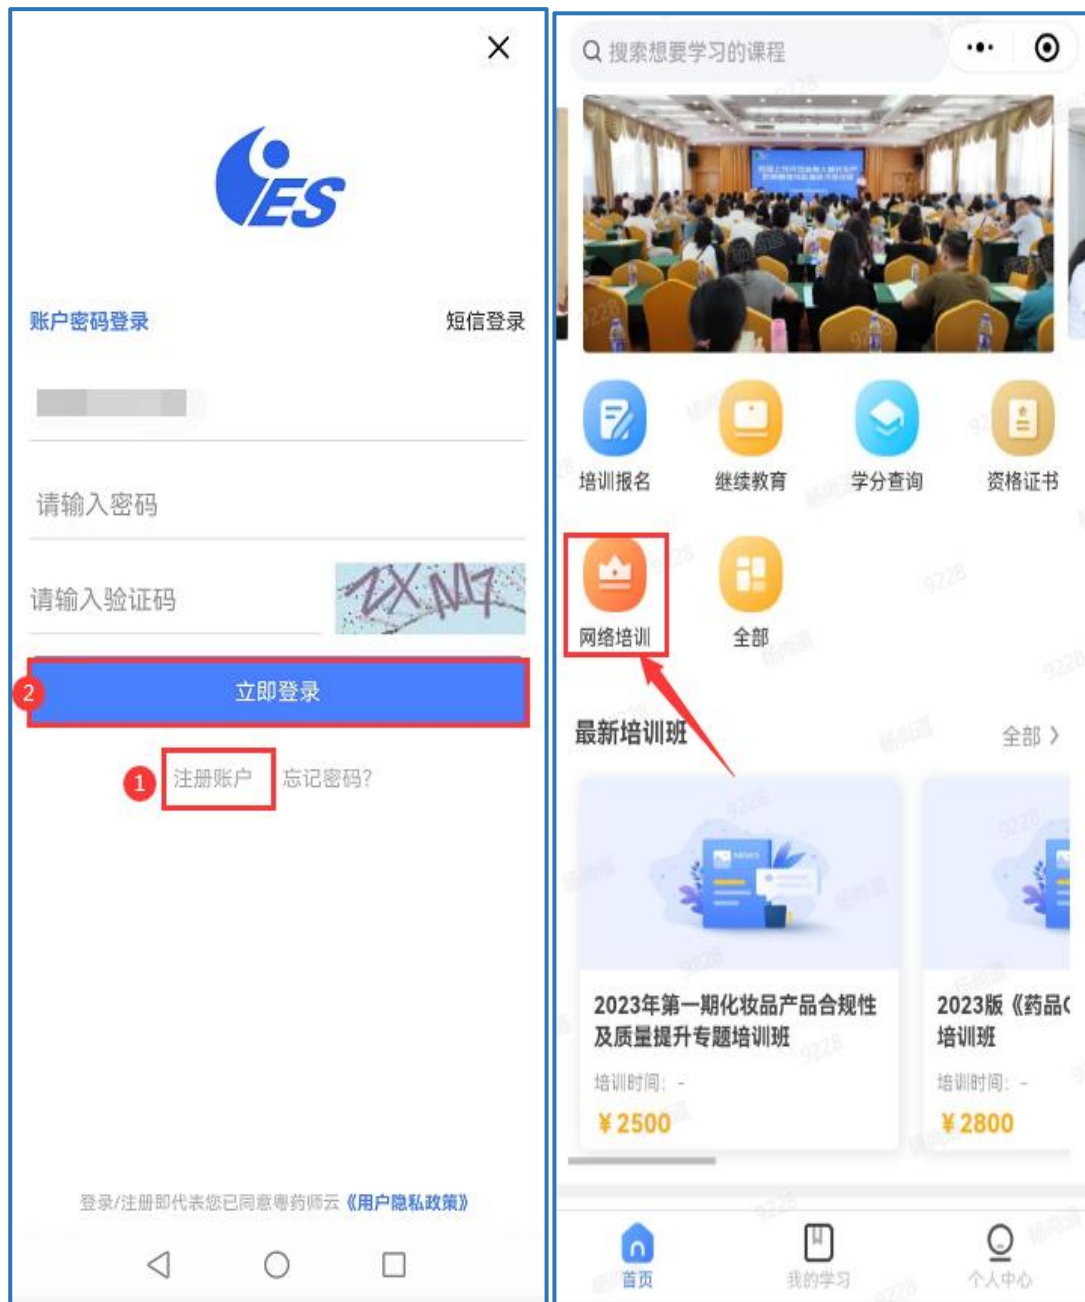 ES
账户密码登录
短信登录
请输入密码
请输入验证码
ZXM7
2
立即登录
1
注册账户
忘记密码?
登录/注册即代表您已同意粤药师云《用户隐私政策》
搜索想要学习的课程
培训报名
继续教育
学分查询
资格证书
网络培训
全部
最新培训班
全部 >
2023年第一期化妆品产品合规性
及质量提升专题培训班
培训时间: -
¥2500
2023版《药品G
培训班
培训时间: -
¥2800
首页
我的学习
个人中心
9228